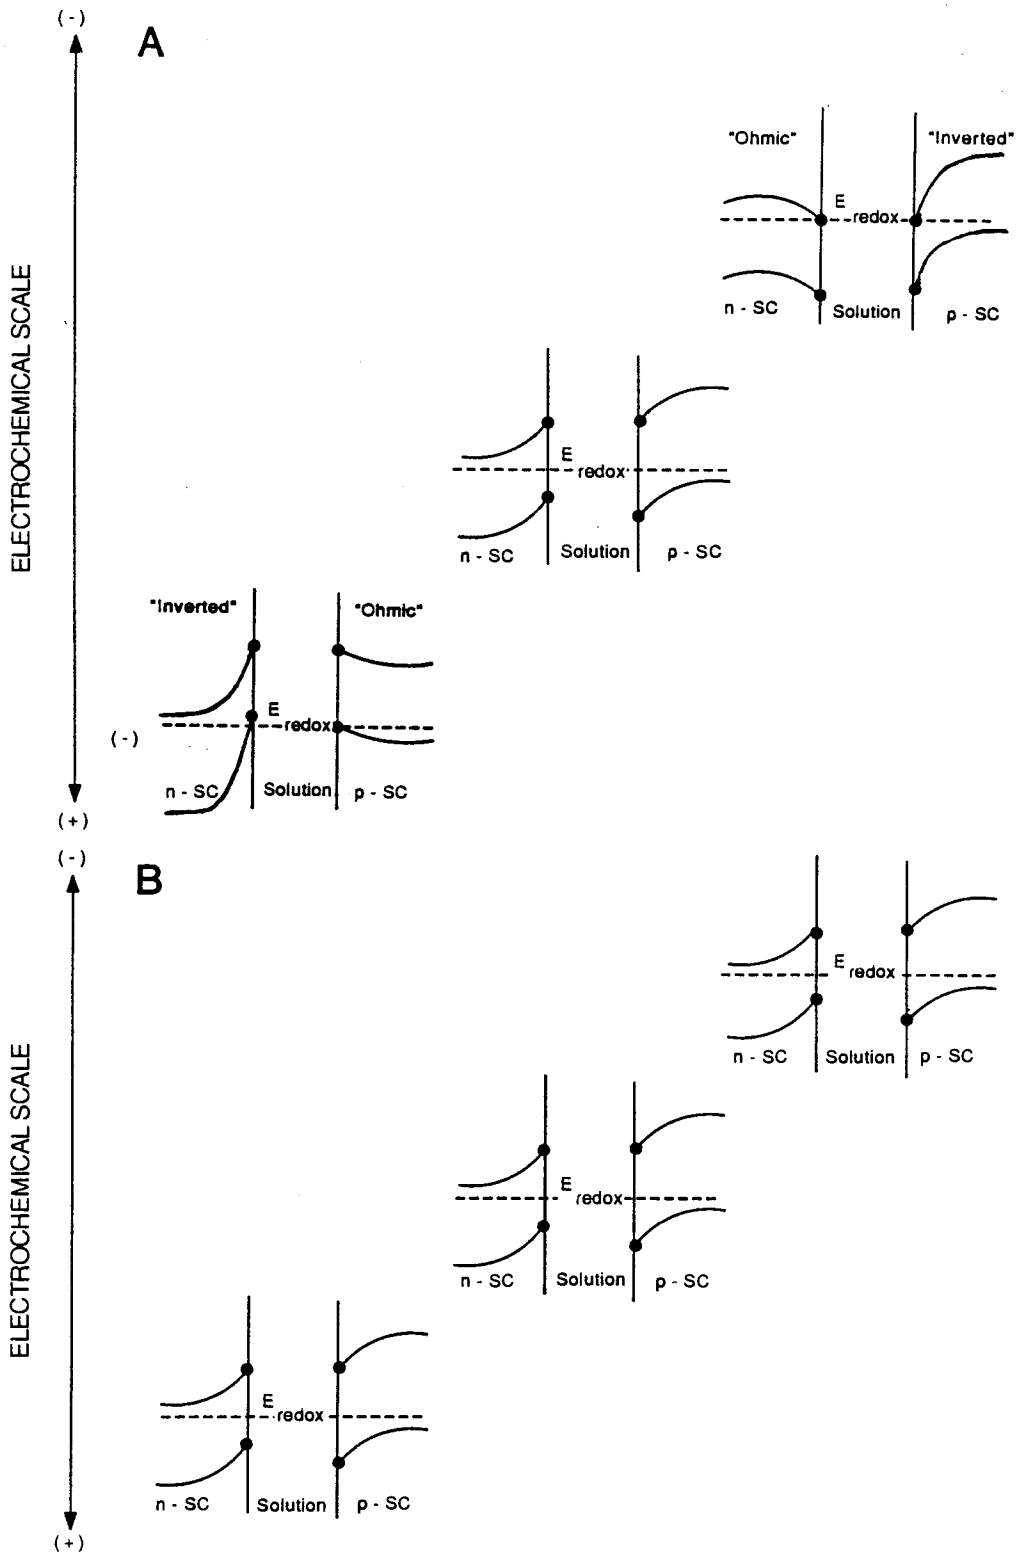 (-)
A
"Ohmic"
"Inverted"
E
redox
n - SC
Solution
p - SC
ELECTROCHEMICAL SCALE
E
redox
n - SC
Solution
p - SC
"Inverted"
"Ohmic"
E
redox
(-)
n - SC
Solution
p - SC
(+)
(-)
B
E
redox
n - SC
Solution
p - SC
ELECTROCHEMICAL SCALE
E
redox
n - SC
Solution
p - SC
E
redox
n - SC
Solution
p - SC
(+)